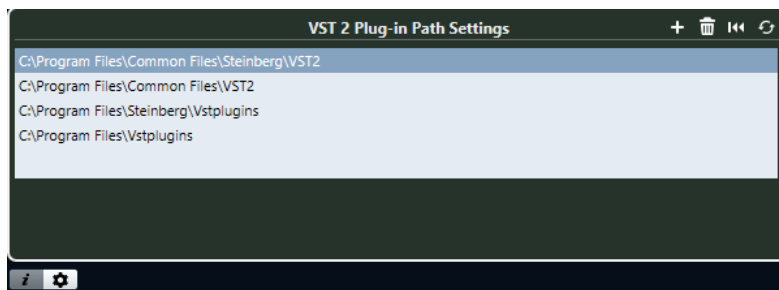 VST 2 Plug-in Path Settings
C:\Program Files\Common Files\Steinberg\VST2
C:\Program Files\Common Files\VST2
C:\Program Files\Steinberg\Vstplugins
C:\Program Files\Vstplugins
i